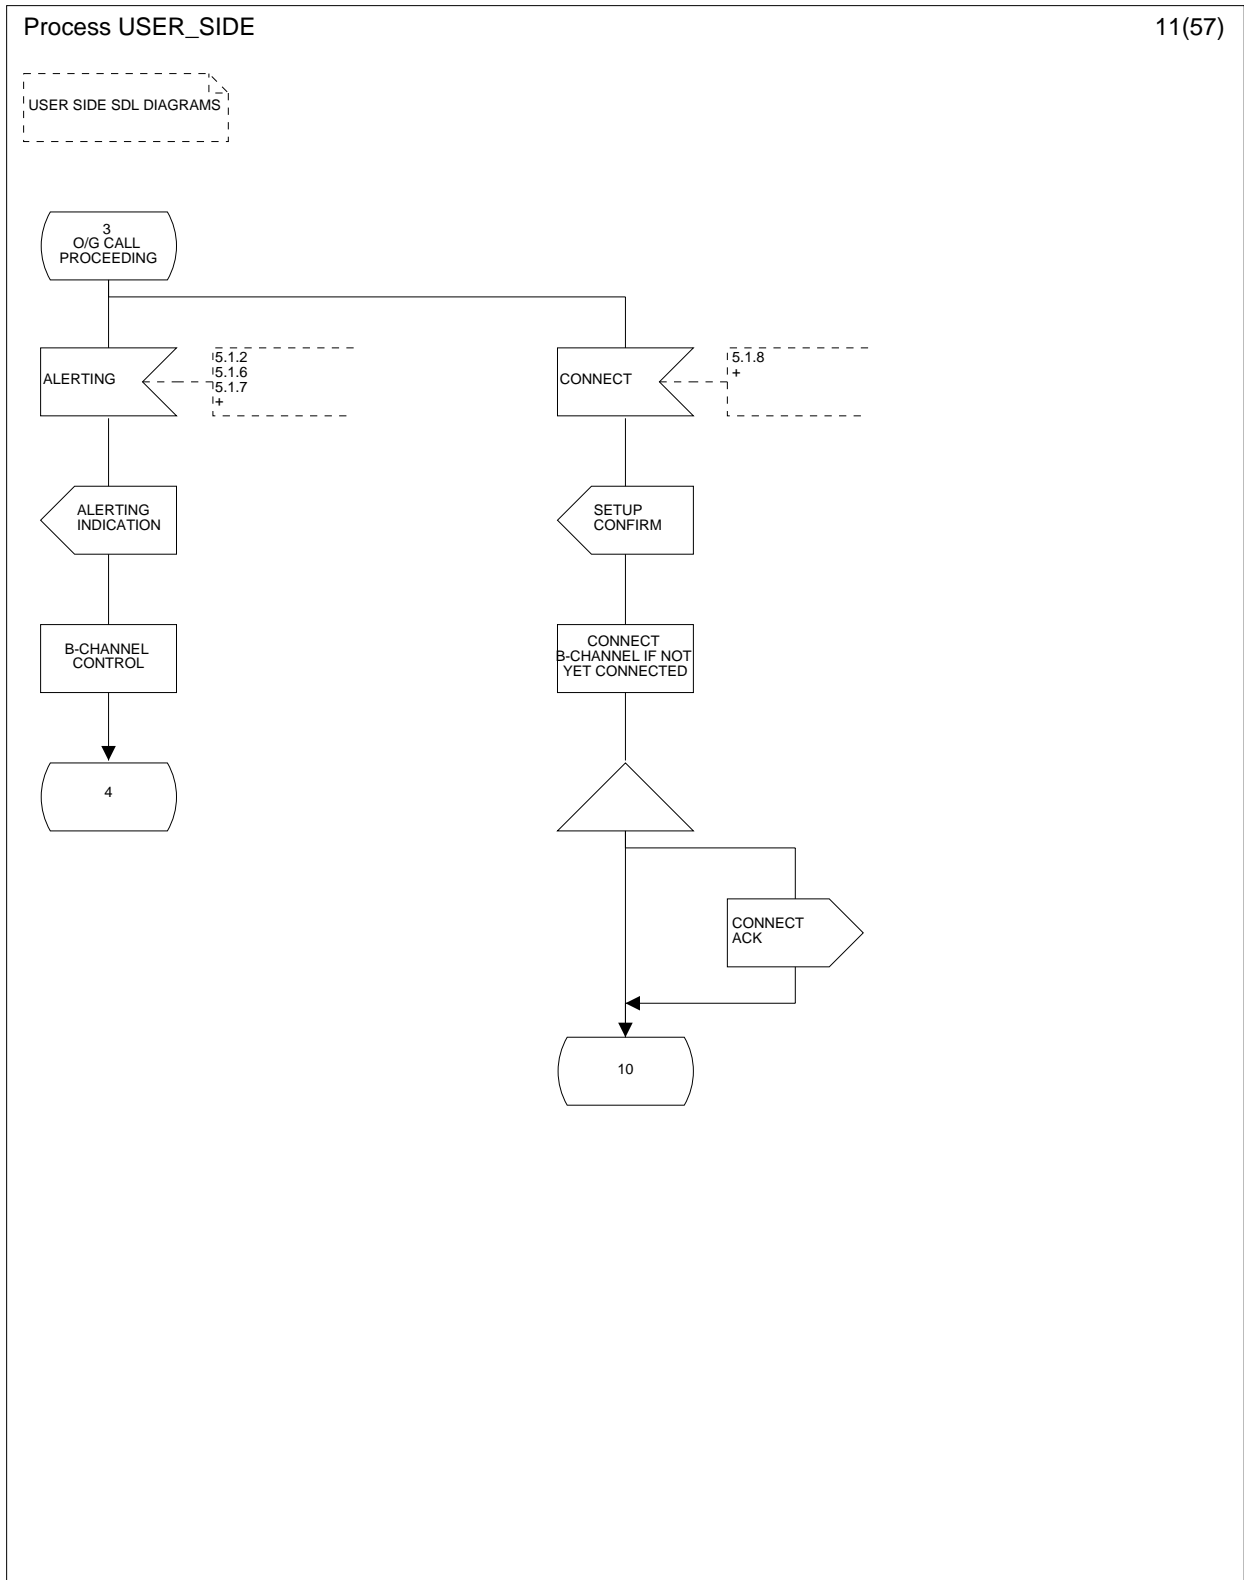 Process USER_SIDE
11(57)
USER SIDE SDL DIAGRAMS
3
O/G CALL
PROCEEDING
ALERTING
5.1.2
5.1.6
5.1.7
+
CONNECT
5.1.8
+
ALERTING
INDICATION
SETUP
CONFIRM
B-CHANNEL
CONTROL
CONNECT
B-CHANNEL IF NOT
YET CONNECTED
4
CONNECT
ACK
10